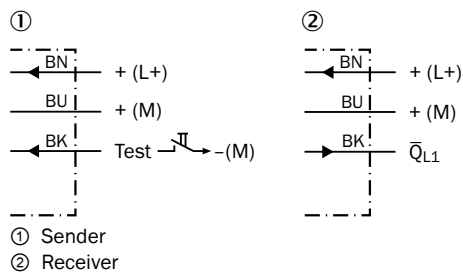 ① ②
BN + (L+) BN + (L+)
BU + (M) BU + (M)
BK Test –(M) BK Q̅L1
① Sender
② Receiver